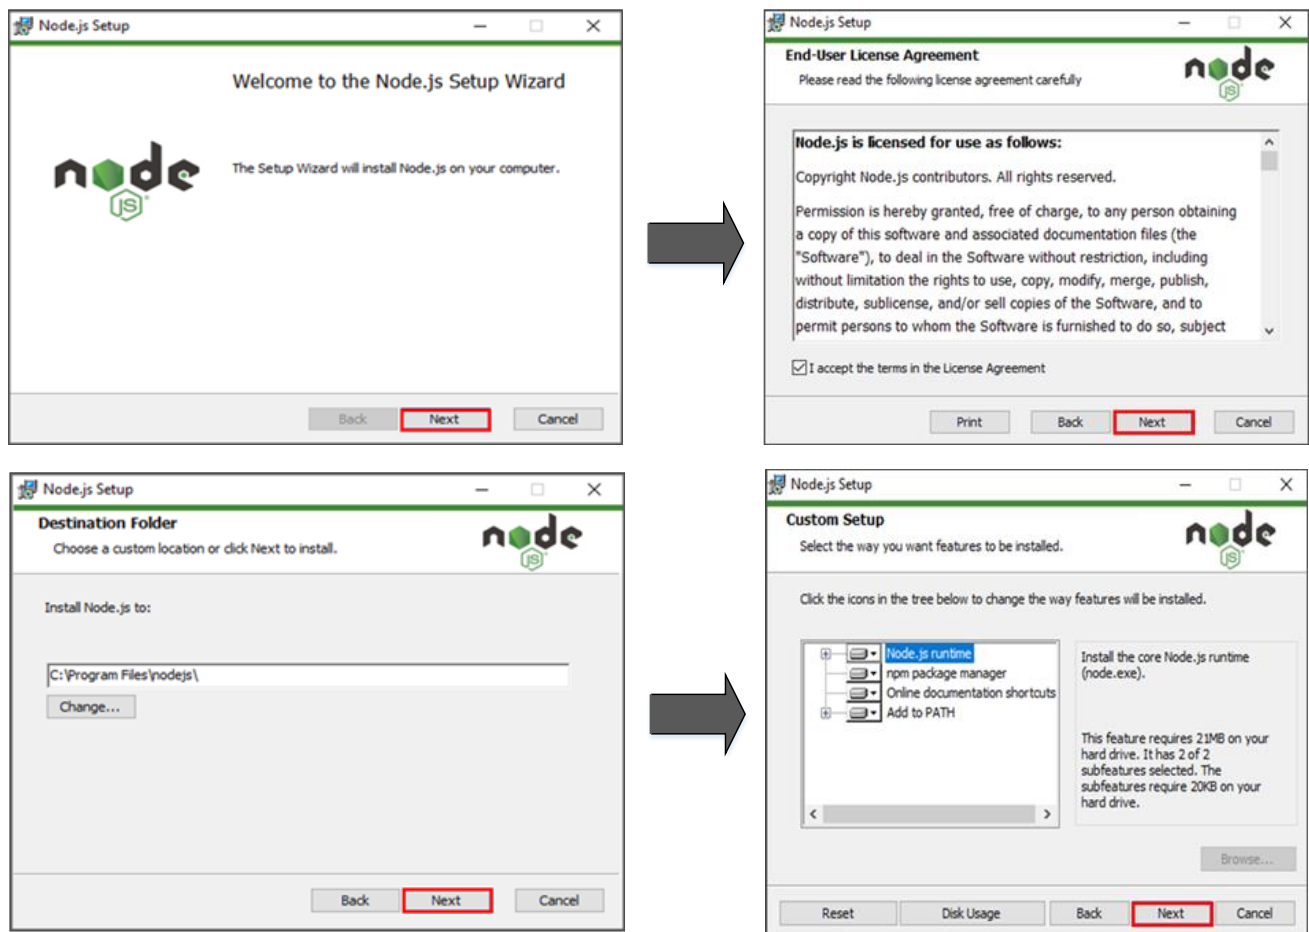 Node.js Setup
Welcome to the Node.js Setup Wizard
node
JS
The Setup Wizard will install Node.js on your computer.
Back
Next
Cancel
Node.js Setup
End-User License Agreement
Please read the following license agreement carefully
node
JS
Node.js is licensed for use as follows:
Copyright Node.js contributors. All rights reserved.
Permission is hereby granted, free of charge, to any person obtaining
a copy of this software and associated documentation files (the
"Software"), to deal in the Software without restriction, including
without limitation the rights to use, copy, modify, merge, publish,
distribute, sublicense, and/or sell copies of the Software, and to
permit persons to whom the Software is furnished to do so, subject
I accept the terms in the License Agreement
Print
Back
Next
Cancel
Node.js Setup
Destination Folder
Choose a custom location or click Next to install.
node
JS
Install Node.js to:
C:\Program Files\nodejs\
Change...
Back
Next
Cancel
Node.js Setup
Custom Setup
Select the way you want features to be installed.
node
JS
Click the icons in the tree below to change the way features will be installed.
Node.js runtime
npm package manager
Online documentation shortcuts
Add to PATH
Install the core Node.js runtime
(node.exe).
This feature requires 21MB on your
hard drive. It has 2 of 2
subfeatures selected. The
subfeatures require 20KB on your
hard drive.
Browse...
Reset
Disk Usage
Back
Next
Cancel